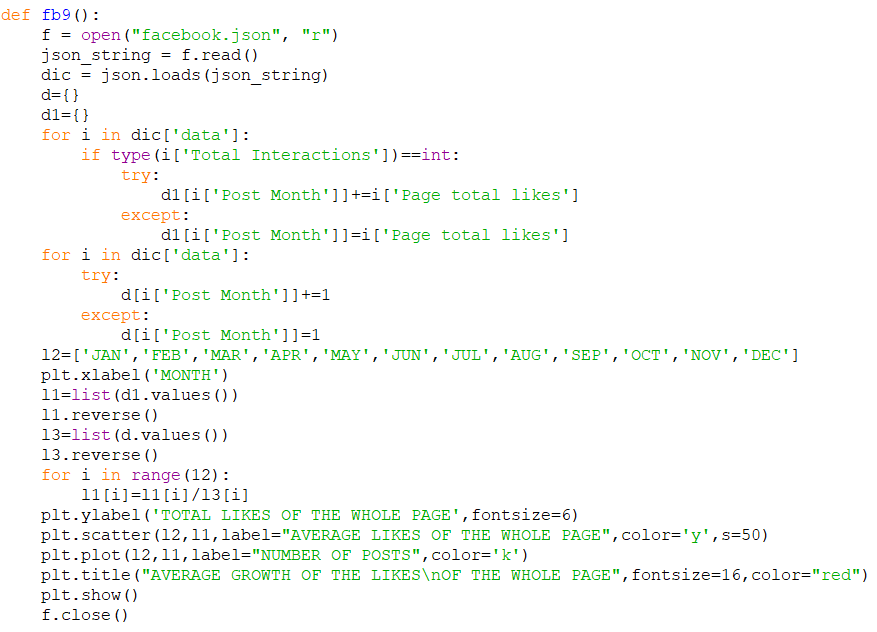 def fb9():
    f = open("facebook.json", "r")
    json_string = f.read()
    dic = json.loads(json_string)
    d={}
    d1={}
    for i in dic['data']:
        if type(i['Total Interactions'])==int:
            try:
                d1[i['Post Month']]+=i['Page total likes']
            except:
                d1[i['Post Month']]=i['Page total likes']
    for i in dic['data']:
        try:
            d[i['Post Month']]+=1
        except:
            d[i['Post Month']]=1
    l2=['JAN','FEB','MAR','APR','MAY','JUN','JUL','AUG','SEP','OCT','NOV','DEC']
    plt.xlabel('MONTH')
    l1=list(d1.values())
    l1.reverse()
    l3=list(d.values())
    l3.reverse()
    for i in range(12):
        l1[i]=l1[i]/l3[i]
    plt.ylabel('TOTAL LIKES OF THE WHOLE PAGE',fontsize=6)
    plt.scatter(l2,l1,label="AVERAGE LIKES OF THE WHOLE PAGE",color='y',s=50)
    plt.plot(l2,l1,label="NUMBER OF POSTS",color='k')
    plt.title("AVERAGE GROWTH OF THE LIKES\nOF THE WHOLE PAGE",fontsize=16,color="red")
    plt.show()
    f.close()